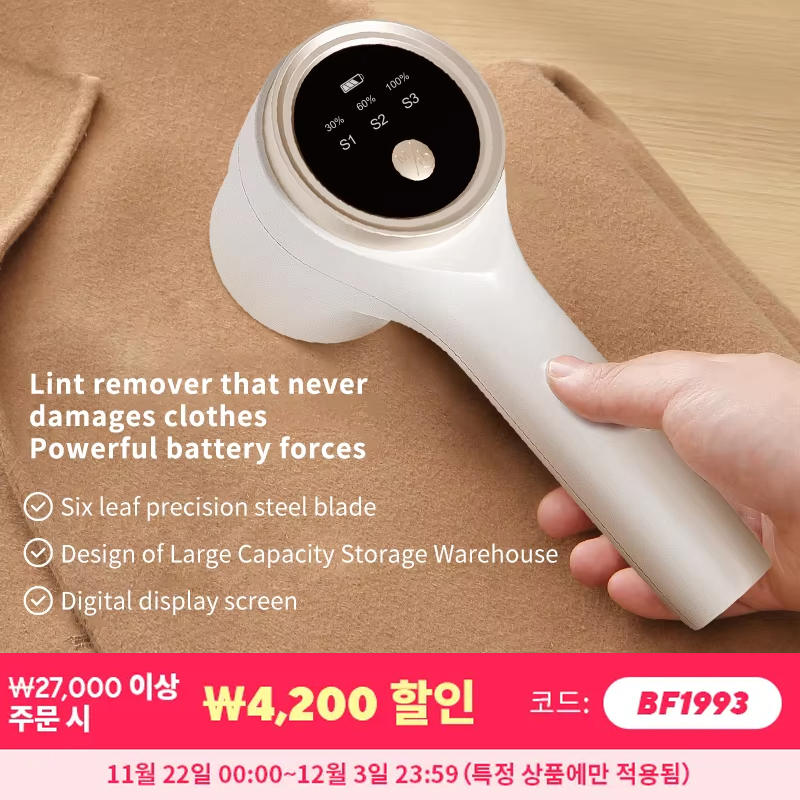 30% 60% 100%
S1 S2 S3
Lint remover that never
damages clothes
Powerful battery forces
Six leaf precision steel blade
Design of Large Capacity Storage Warehouse
Digital display screen
₩27,000 이상
주문 시
₩4,200 할인
코드: BF1993
11월 22일 00:00~12월 3일 23:59 (특정 상품에만 적용됨)